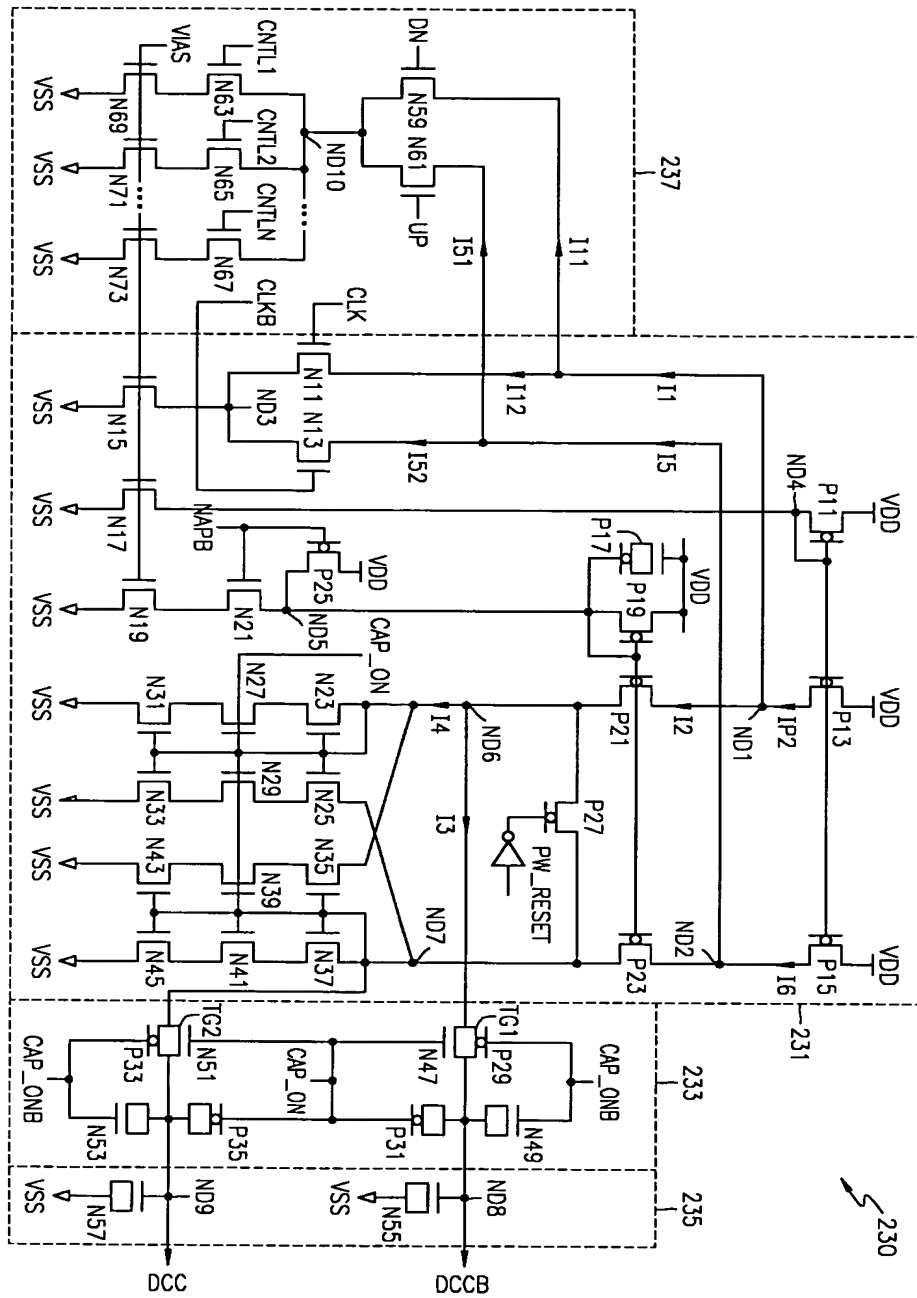 237
VIAS
CNTL1
CNTL2
CNTLN
DN
UP
N59
N61
ND10
N63
N65
N67
N69
N71
N73
VSS
VSS
VSS
I11
I51
231
CLK
CLKB
N11
N13
ND3
N15
VSS
N17
VSS
I12
I52
I1
I5
ND4
P11
VDD
P13
VDD
P15
VDD
IP2
ND1
I6
ND2
P17
P19
VDD
P21
I2
P23
NAPB
P25
VDD
ND5
N21
N19
VSS
CAP_ON
I4
ND6
I3
ND7
P27
PW_RESET
N23
N27
N31
VSS
N25
N29
N33
VSS
N35
N39
N43
VSS
N37
N41
N45
VSS
233
TG1
P29
N47
CAP_ONB
N49
P31
CAP_ON
TG2
N51
P33
P35
N53
CAP_ONB
235
ND8
N55
VSS
ND9
N57
VSS
DCCB
DCC
230